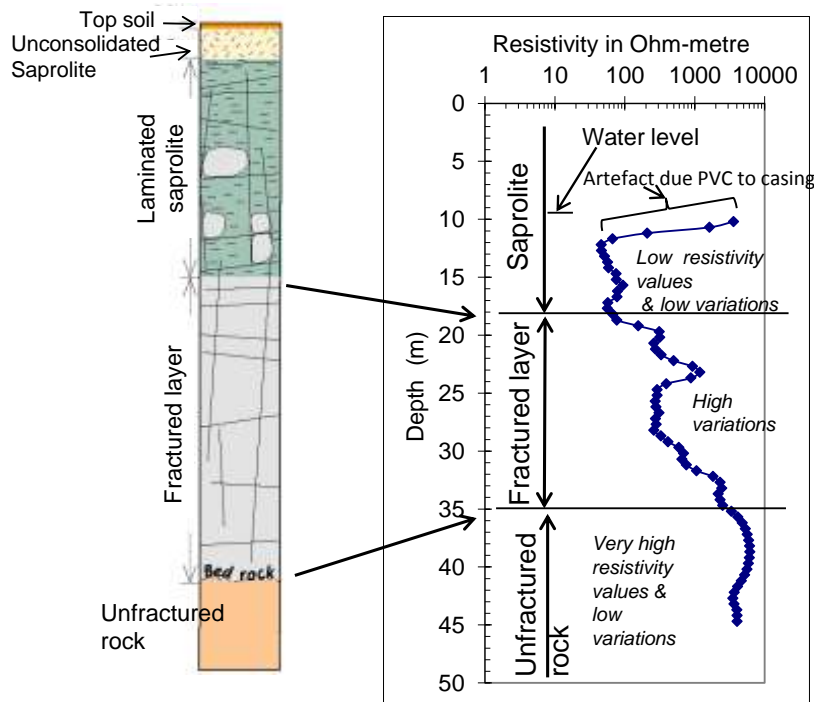 Top soil
Unconsolidated
Saprolite
Laminated
saprolite
Fractured layer
Bed rock
Unfractured
rock
Resistivity in Ohm-metre
1 10 100 1000 10000
0
5
10
15
20
25
30
35
40
45
50
Depth (m)
Water level
Artefact due PVC to casing
Saprolite
Low resistivity
values
& low variations
Fractured layer
High
variations
Unfractured
rock
Very high
resistivity
values &
low
variations